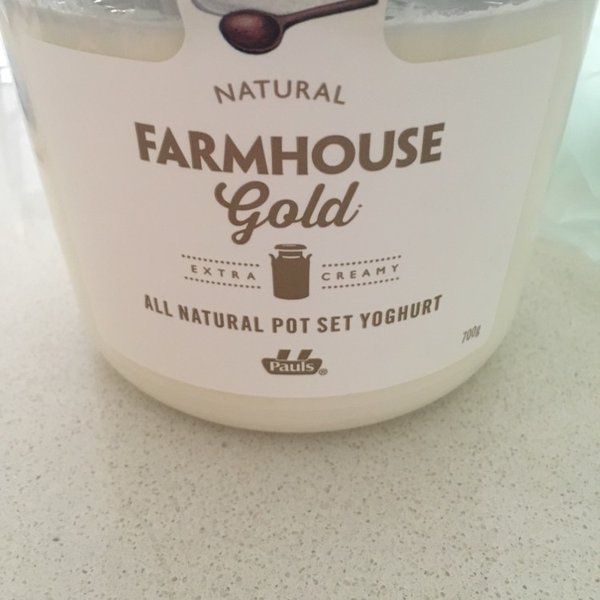 NATURAL
FARMHOUSE
Gold
EXTRA CREAMY
ALL NATURAL POT SET YOGHURT
700g
Pauls®